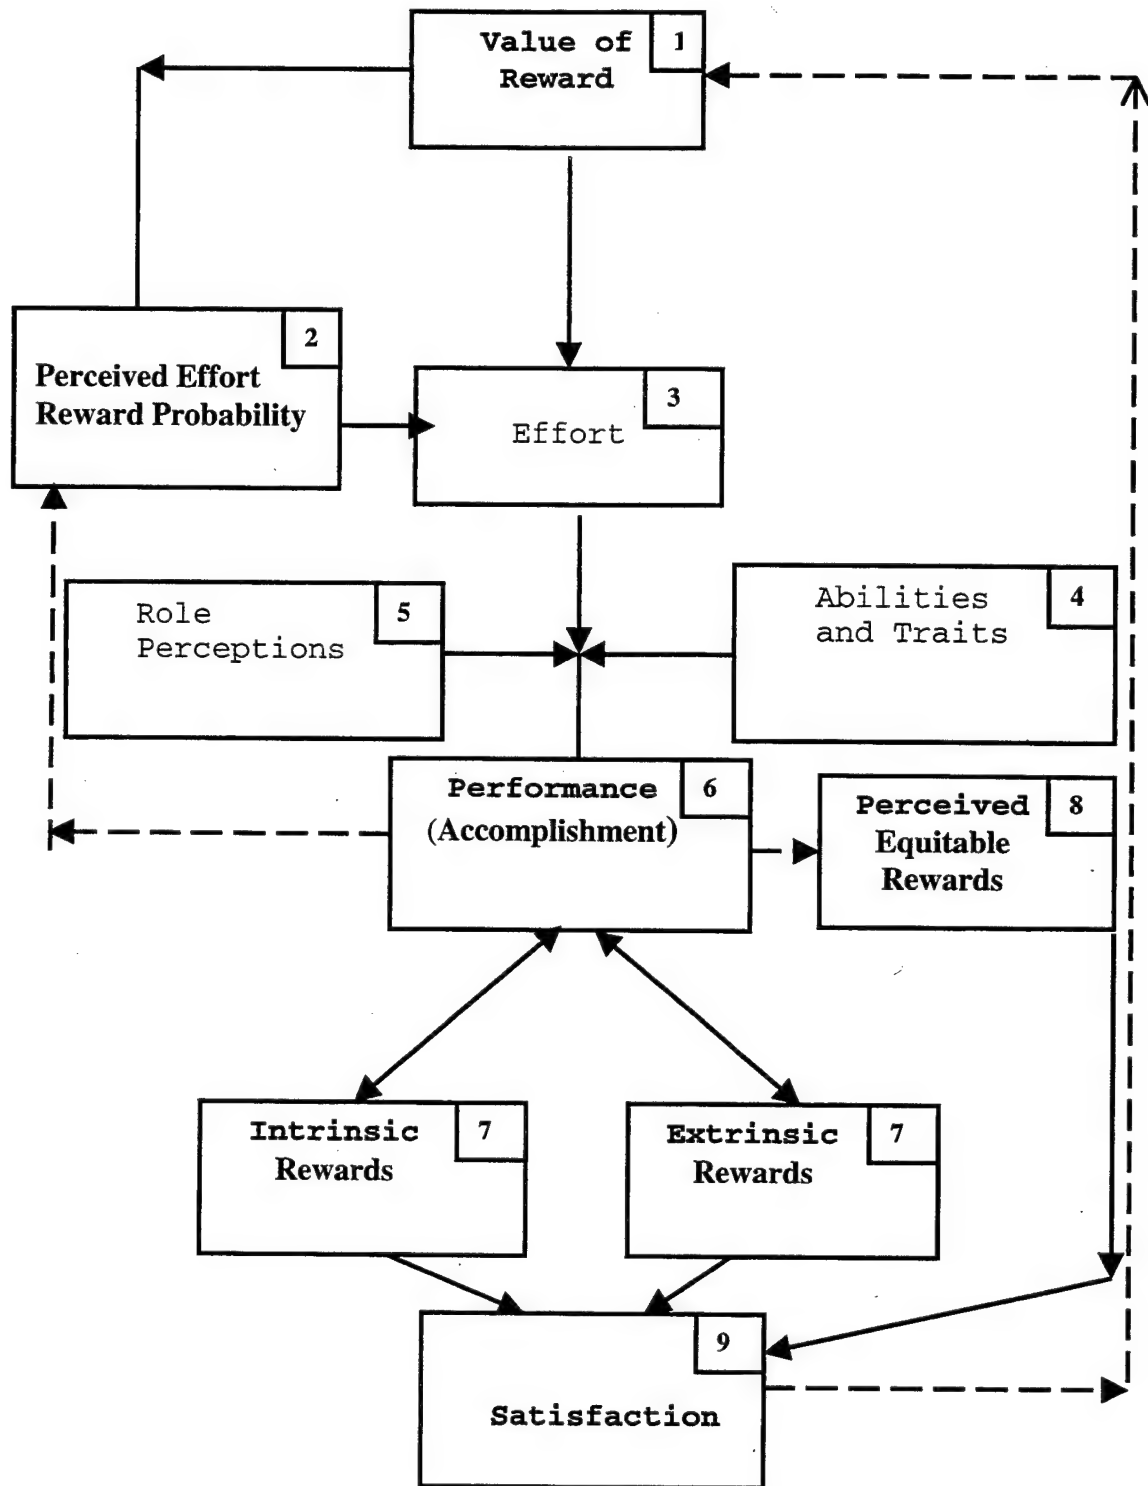 Value of
Reward
1
2
Perceived Effort
Reward Probability
3
Effort
Role
Perceptions
5
Abilities
and Traits
4
Performance
(Accomplishment)
6
Perceived
Equitable
Rewards
8
Intrinsic
Rewards
7
Extrinsic
Rewards
7
9
Satisfaction